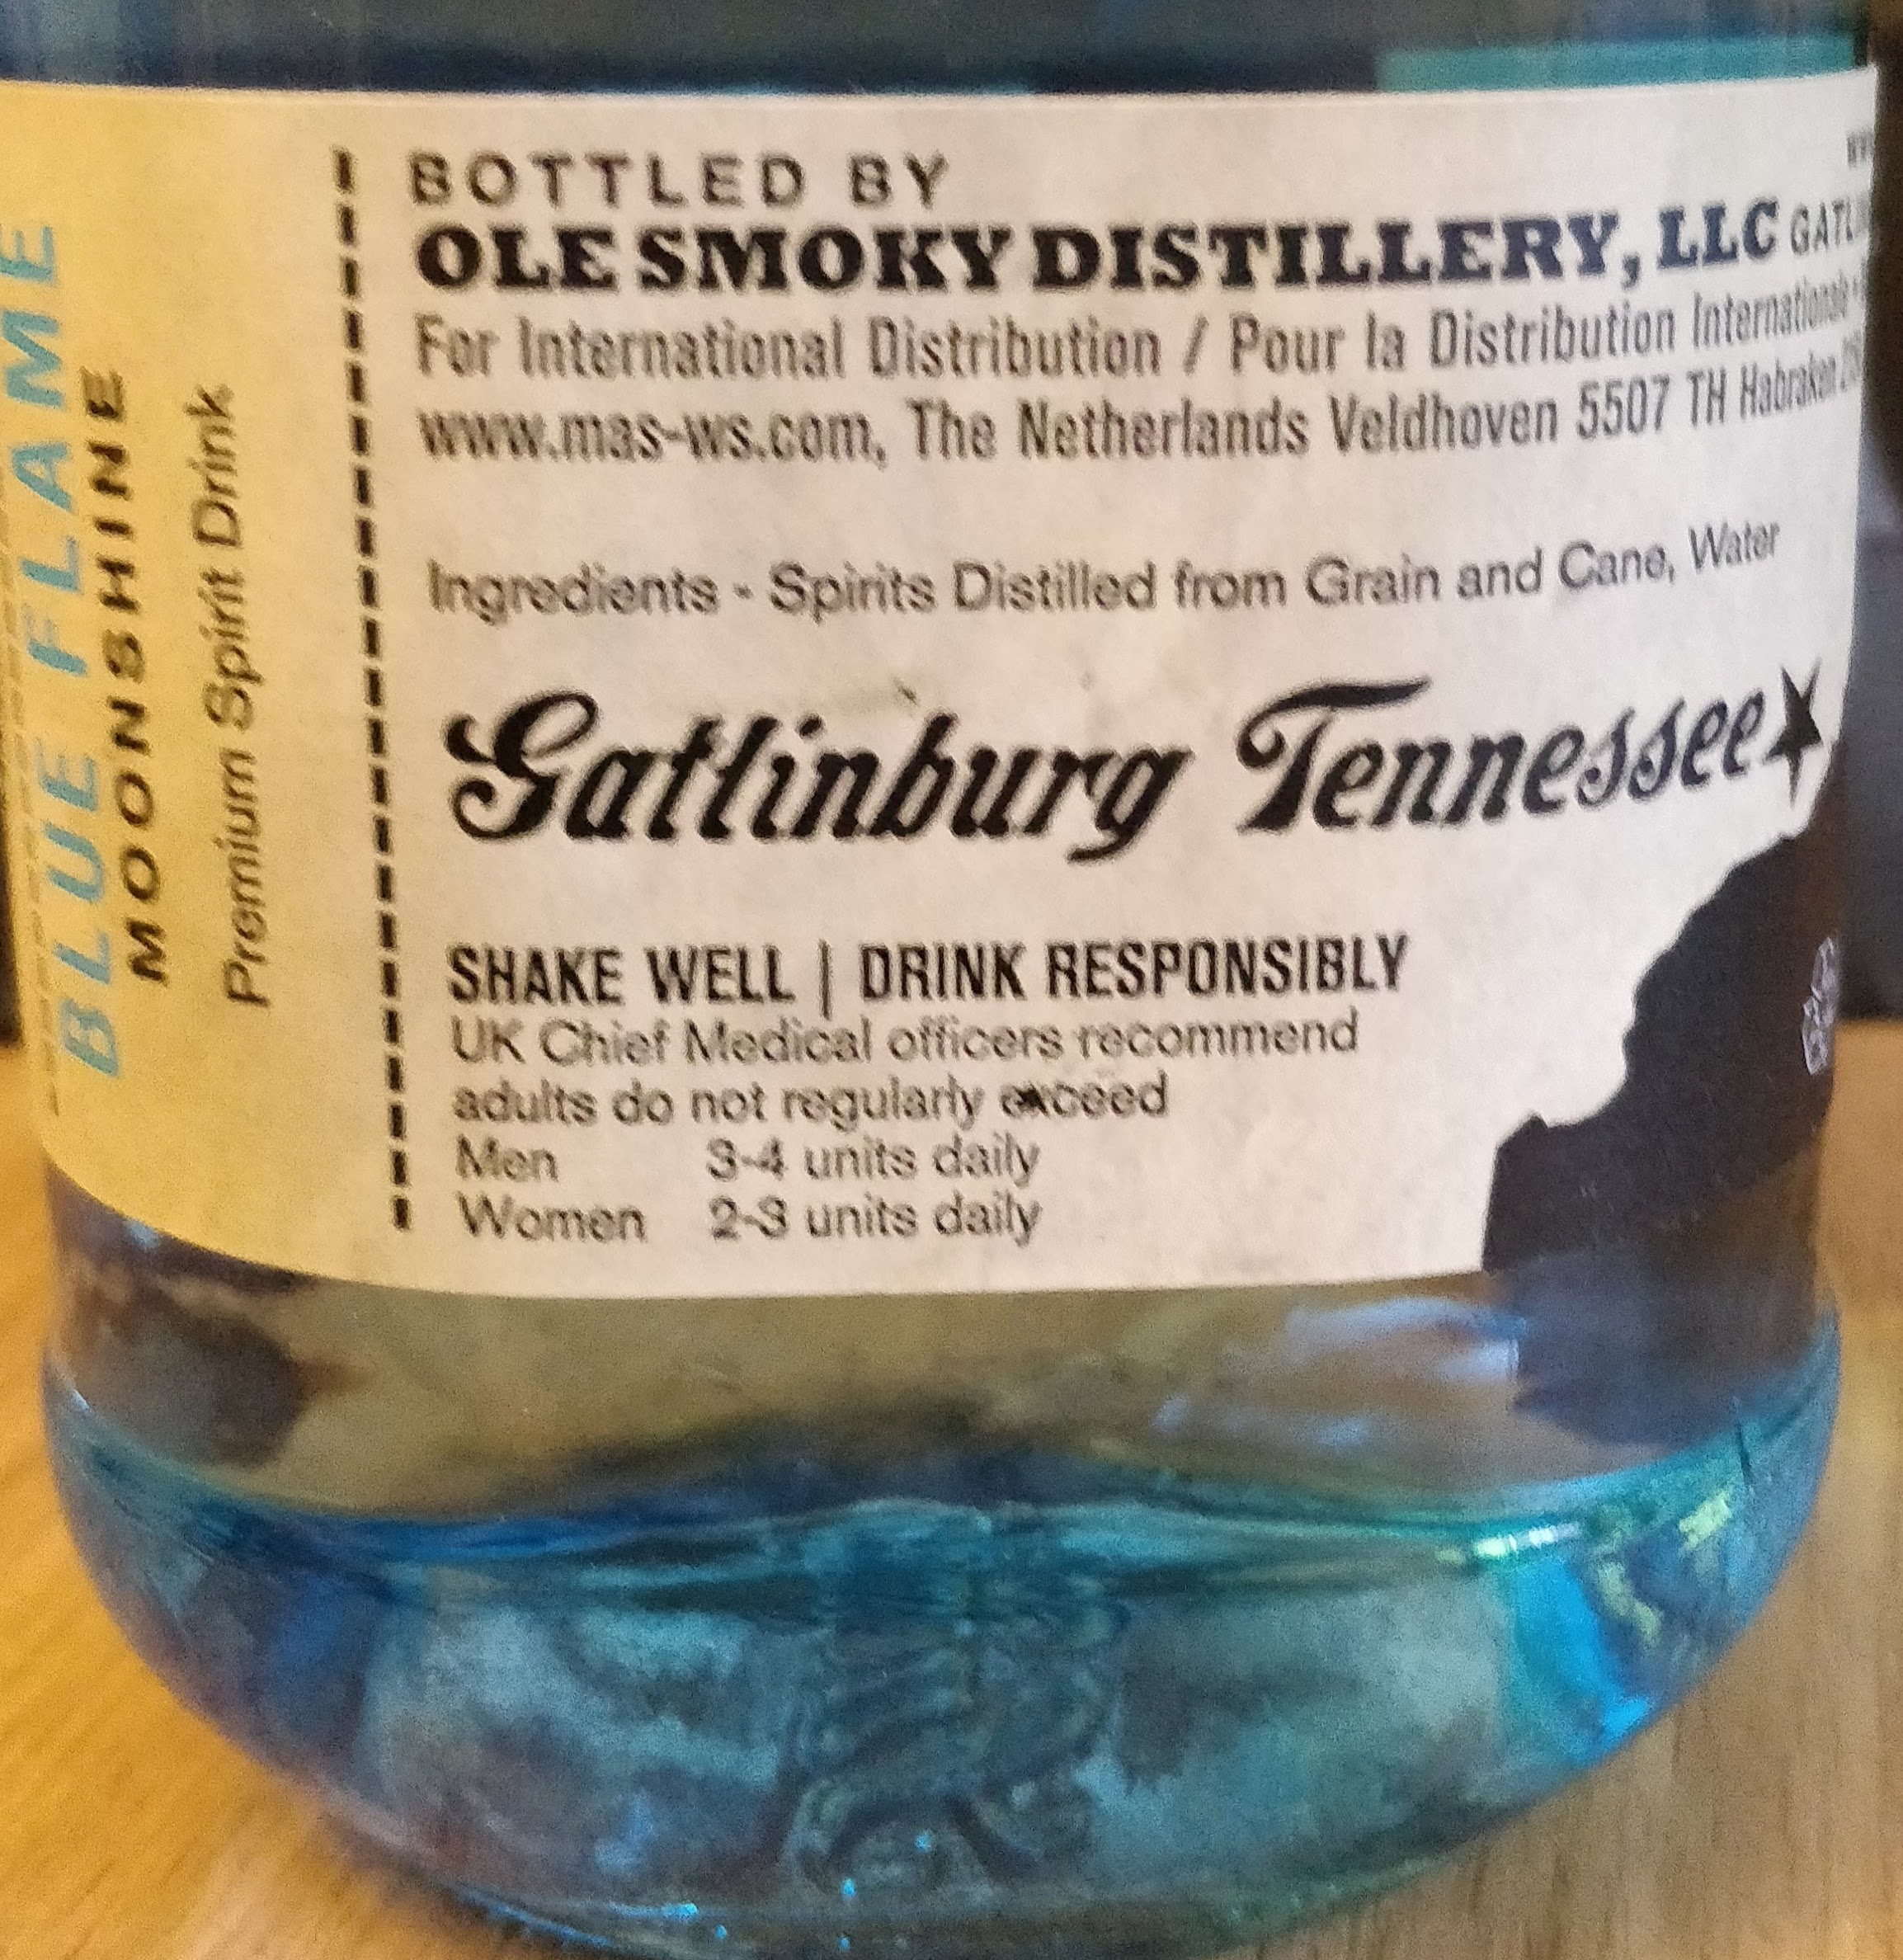 BLUE FLAME
MOONSHINE
Premium Spirit Drink
BOTTLED BY
OLE SMOKY DISTILLERY, LLC
For International Distribution / Pour la Distribution Internationale
www.mas-ws.com, The Netherlands Veldhoven 5507 TH Habraken
Ingredients - Spirits Distilled from Grain and Cane, Water
Gatlinburg Tennessee
SHAKE WELL | DRINK RESPONSIBLY
UK Chief Medical officers recommend
adults do not regularly exceed
Men 3-4 units daily
Women 2-3 units daily